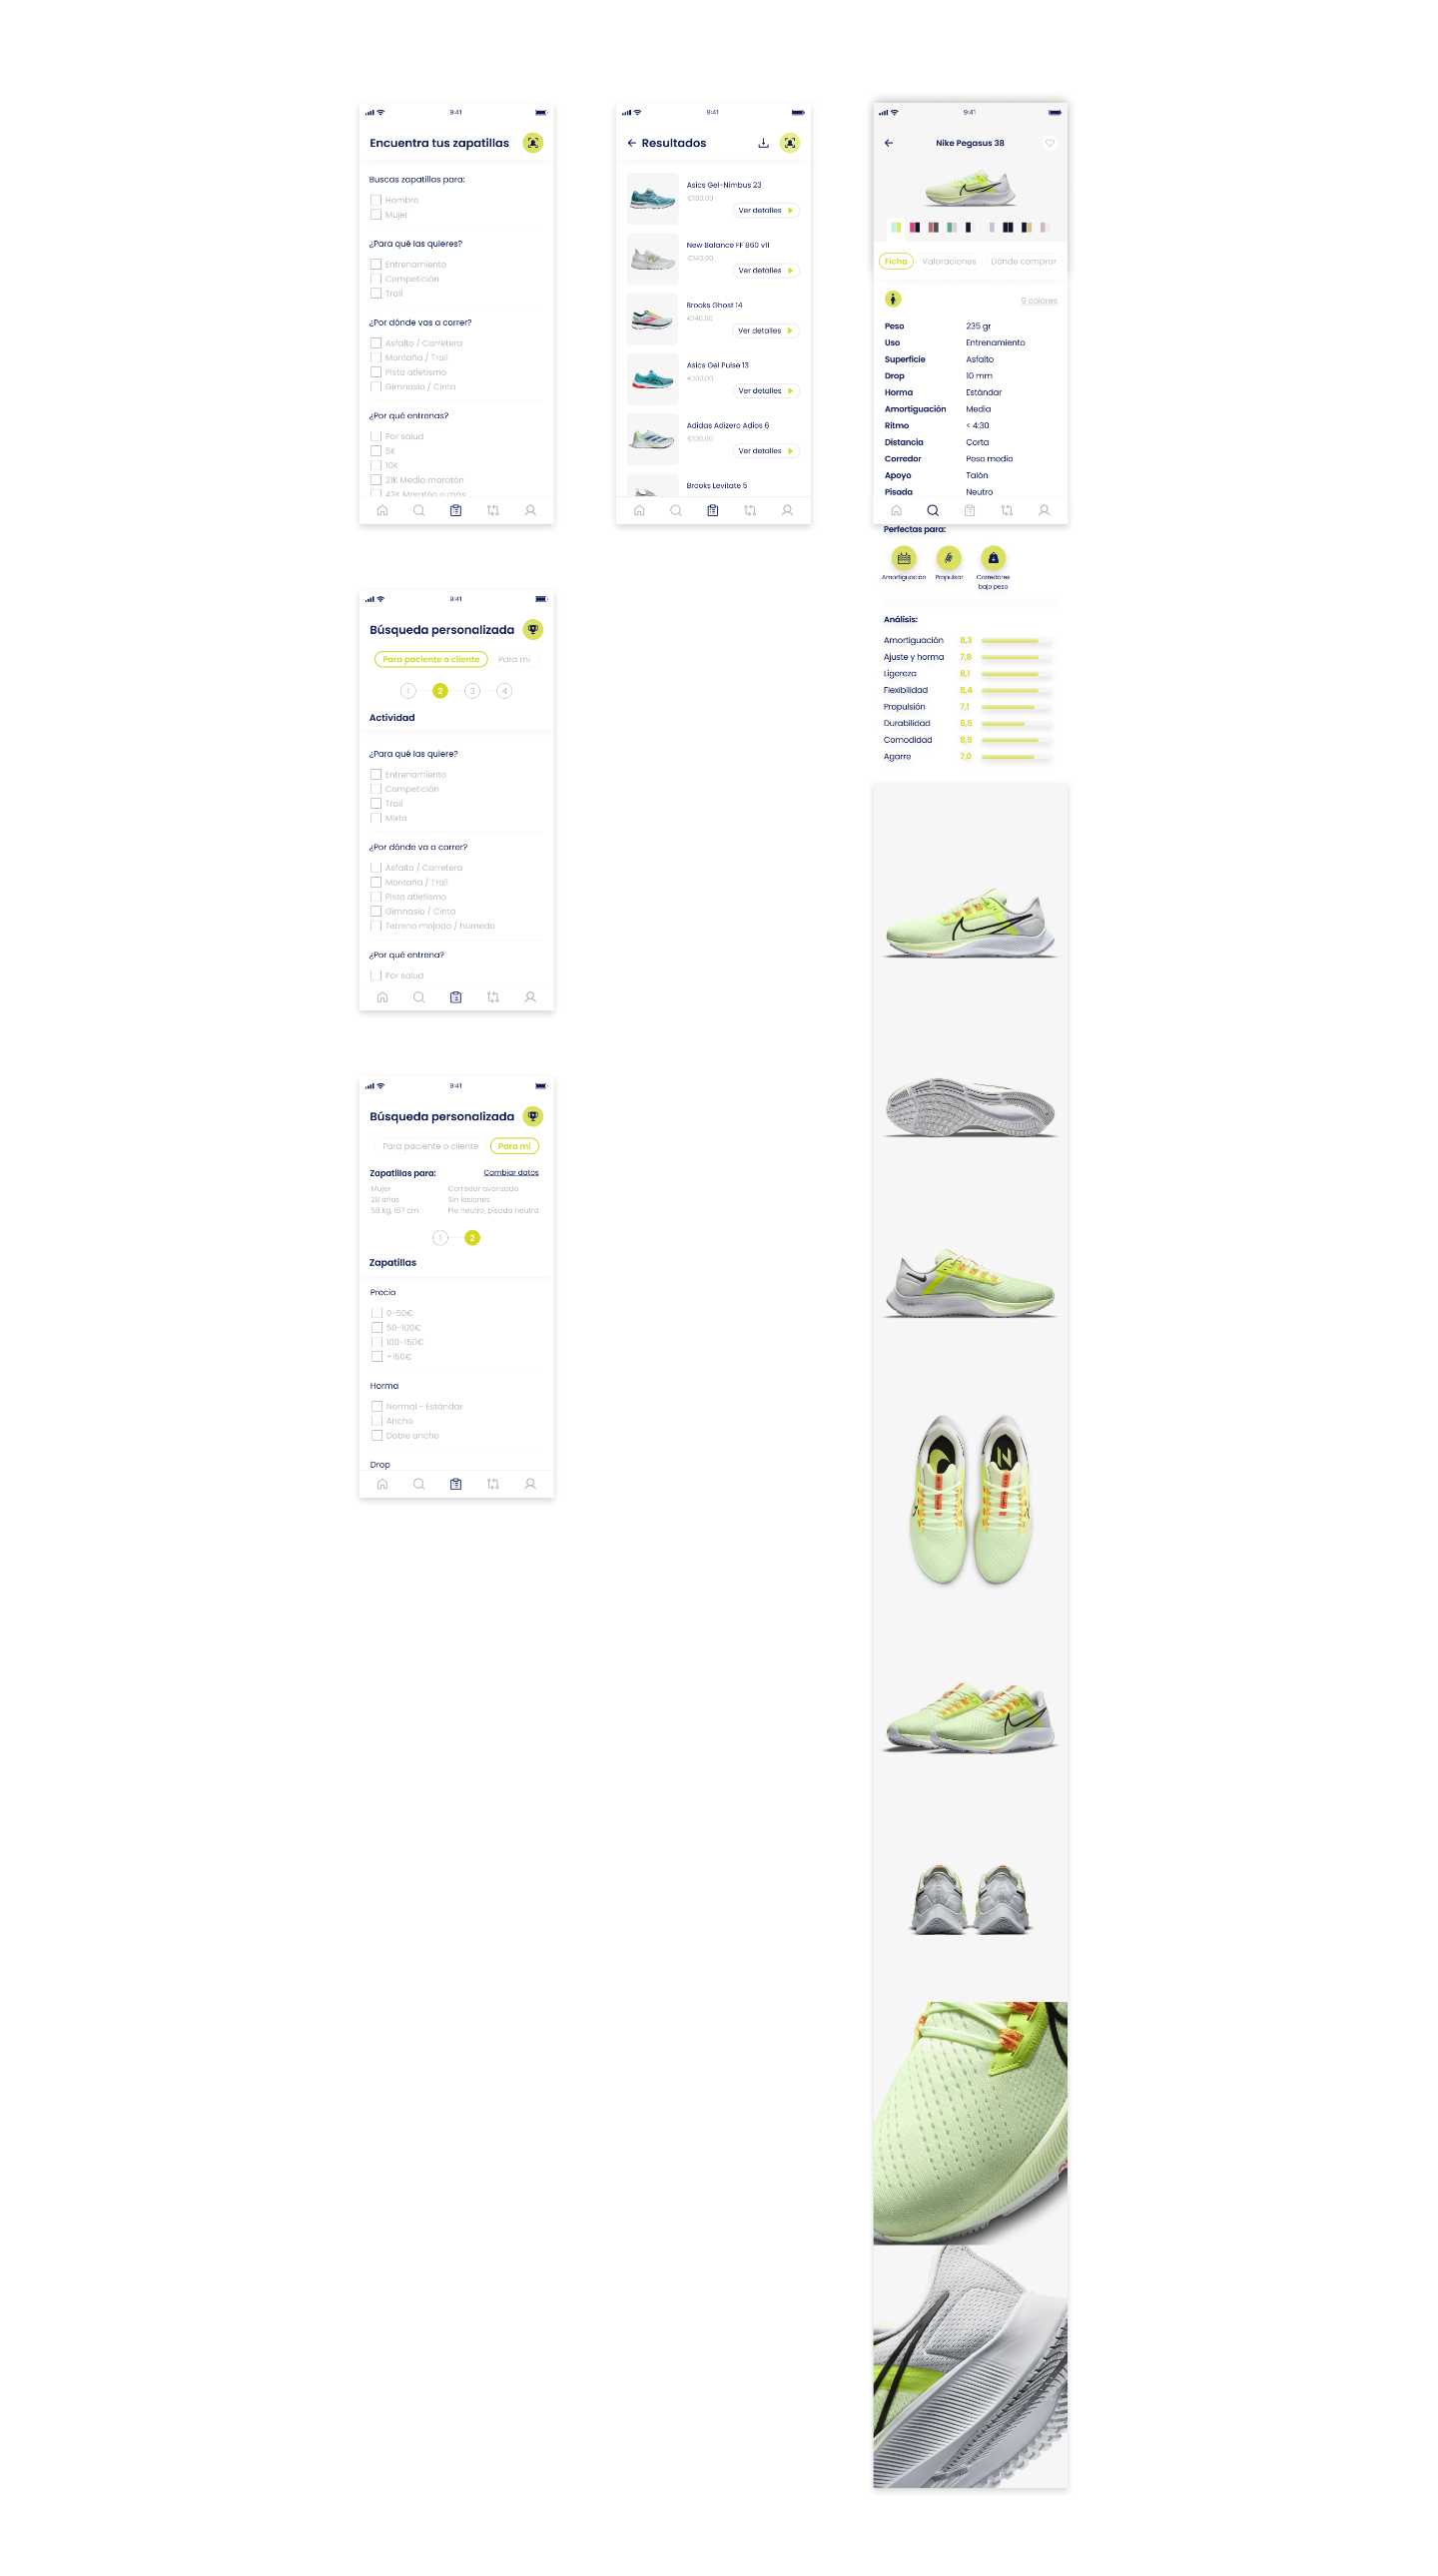 9:41
Encuentra tus zapatillas
Buscas zapatillas para:
Hombre
Mujer
¿Para qué las quieres?
Entrenamiento
Competición
Trail
¿Por dónde vas a correr?
Asfalto / Carretera
Montaña / Trail
Pista atletismo
Gimnasio / Cinta
¿Por qué entrenas?
Por salud
5K
10K
21K Media maratón
42K Maratón o más
9:41
Resultados
Asics Gel-Nimbus 23
€180,00
Ver detalles
New Balance FF 860 v11
€140,00
Ver detalles
Brooks Ghost 14
€140,00
Ver detalles
Asics Gel Pulse 13
€100,00
Ver detalles
Adidas Adizero Adios 6
€130,00
Ver detalles
Brooks Levitate 5
9:41
Nike Pegasus 38
Ficha Valoraciones Dónde comprar
9 colores
Peso 235 gr
Uso Entrenamiento
Superficie Asfalto
Drop 10 mm
Horma Estándar
Amortiguación Media
Ritmo < 4:30
Distancia Corta
Corredor Peso medio
Apoyo Talón
Pisada Neutro
Perfectas para:
Amortiguación Propulsor Corredores
bajo peso
Análisis:
Amortiguación 8,3
Ajuste y horma 7,8
Ligereza 8,1
Flexibilidad 8,4
Propulsión 7,1
Durabilidad 6,5
Comodidad 8,5
Agarre 7,0
9:41
Búsqueda personalizada
Para paciente o cliente Para mí
1 2 3 4
Actividad
¿Para qué las quiere?
Entrenamiento
Competición
Trail
Mixta
¿Por dónde va a correr?
Asfalto / Carretera
Montaña / Trail
Pista atletismo
Gimnasio / Cinta
Terreno mojado / húmedo
¿Por qué entrena?
Por salud
9:41
Búsqueda personalizada
Para paciente o cliente Para mí
Zapatillas para: Cambiar datos
Mujer Corredor avanzado
28 años Sin lesiones
58 kg, 167 cm Pie neutro, pisada neutra
1 2
Zapatillas
Precio
0-50€
50-100€
100-150€
+150€
Horma
Normal - Estándar
Ancho
Doble ancho
Drop